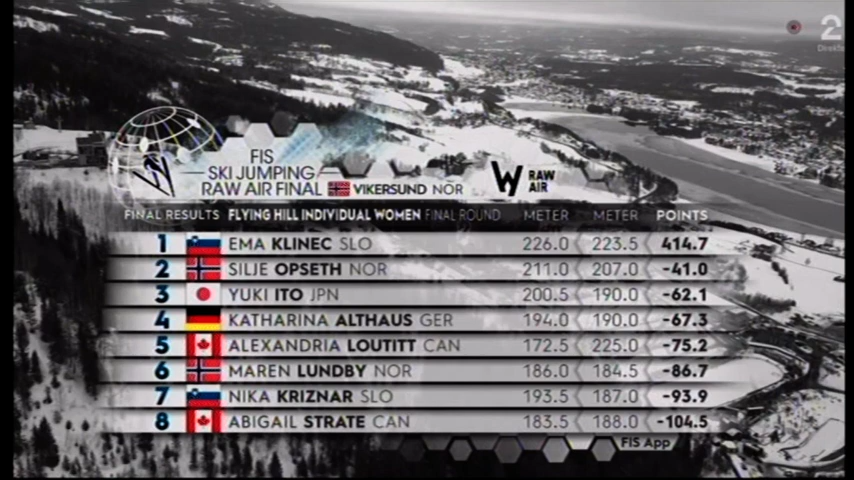 2
Direkte
FIS
SKI JUMPING
RAW AIR FINAL VIKERSUND NOR
W RAW
AIR
FINAL RESULTS FLYING HILL INDIVIDUAL WOMEN FINAL ROUND METER METER POINTS
1 EMA KLINEC SLO 226.0 223.5 414.7
2 SILJE OPSETH NOR 211.0 207.0 -41.0
3 YUKI ITO JPN 200.5 190.0 -62.1
4 KATHARINA ALTHAUS GER 194.0 190.0 -67.3
5 ALEXANDRIA LOUTITT CAN 172.5 225.0 -75.2
6 MAREN LUNDBY NOR 186.0 184.5 -86.7
7 NIKA KRIZNAR SLO 193.5 187.0 -93.9
8 ABIGAIL STRATE CAN 183.5 188.0 -104.5
FIS App